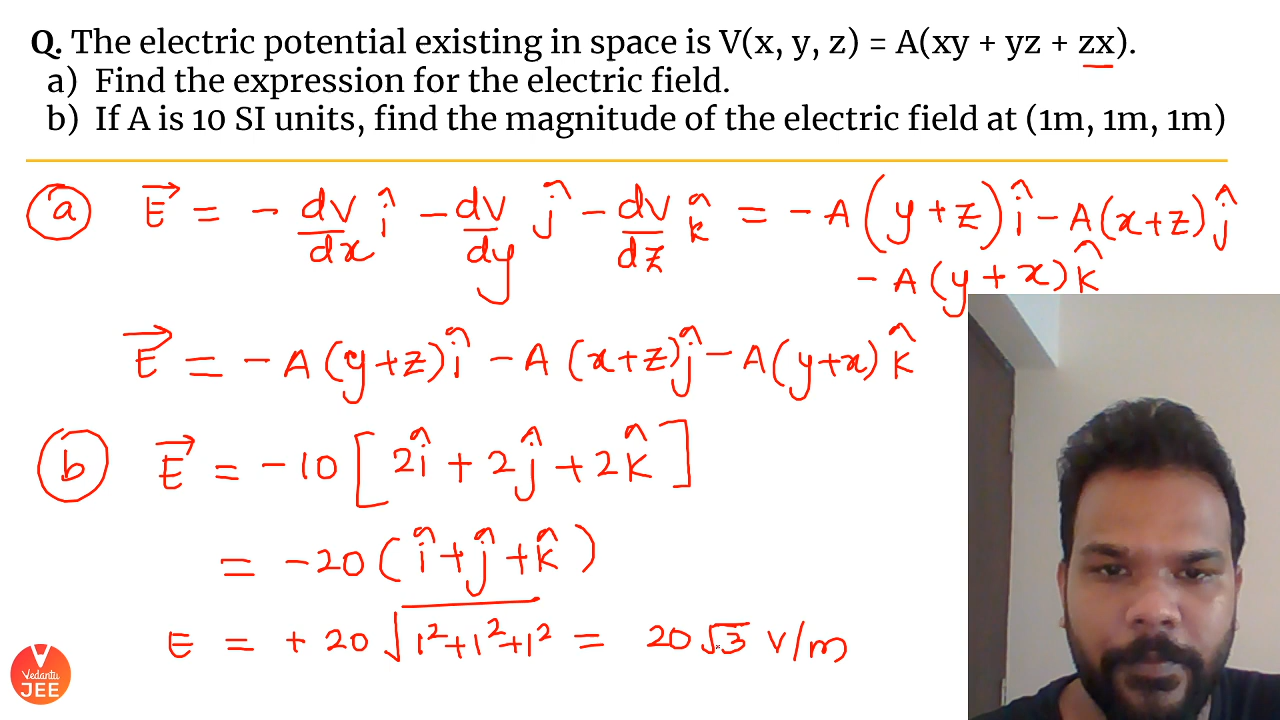 Q. The electric potential existing in space is V(x, y, z) = A(xy + yz + zx).
a) Find the expression for the electric field.
b) If A is 10 SI units, find the magnitude of the electric field at (1m, 1m, 1m)
(a) E⃗ = - dV/dx î - dV/dy ĵ - dV/dz k̂ = - A(y+z)î - A(x+z)ĵ
- A(y+x)k̂
E⃗ = - A(y+z)î - A(x+z)ĵ - A(y+x)k̂
(b) E⃗ = -10[2î + 2ĵ + 2k̂]
= -20(î+ĵ+k̂)
E = + 20√(1²+1²+1²) = 20√3 V/m
Vedantu
JEE